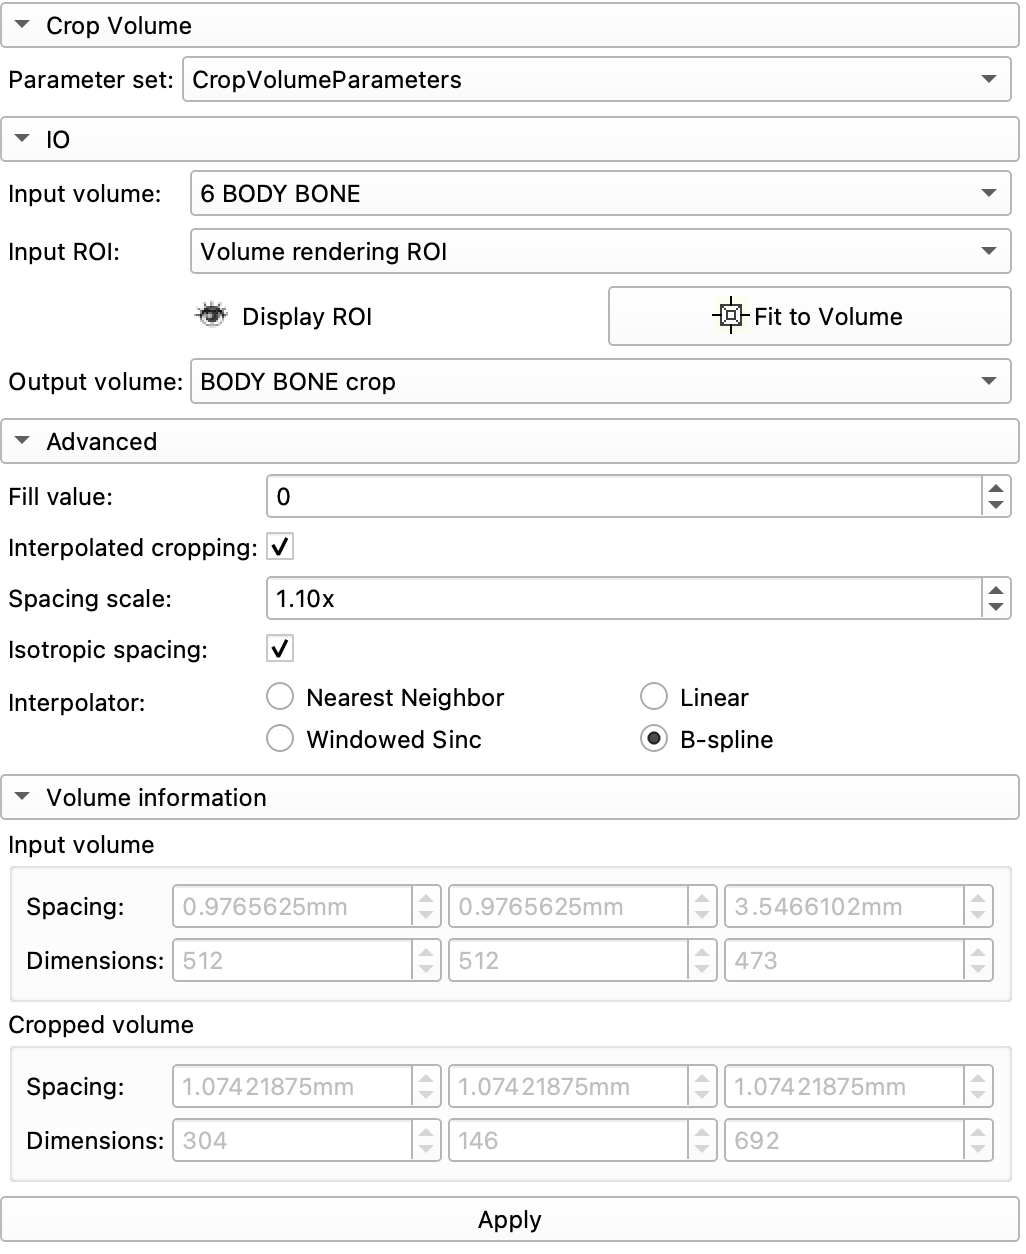 Crop Volume
Parameter set: CropVolumeParameters
IO
Input volume: 6 BODY BONE
Input ROI: Volume rendering ROI
Display ROI Fit to Volume
Output volume: BODY BONE crop
Advanced
Fill value: 0
Interpolated cropping:
Spacing scale: 1.10x
Isotropic spacing:
Interpolator: Nearest Neighbor Linear
Windowed Sinc B-spline
Volume information
Input volume
Spacing: 0.9765625mm 0.9765625mm 3.5466102mm
Dimensions: 512 512 473
Cropped volume
Spacing: 1.07421875mm 1.07421875mm 1.07421875mm
Dimensions: 304 146 692
Apply